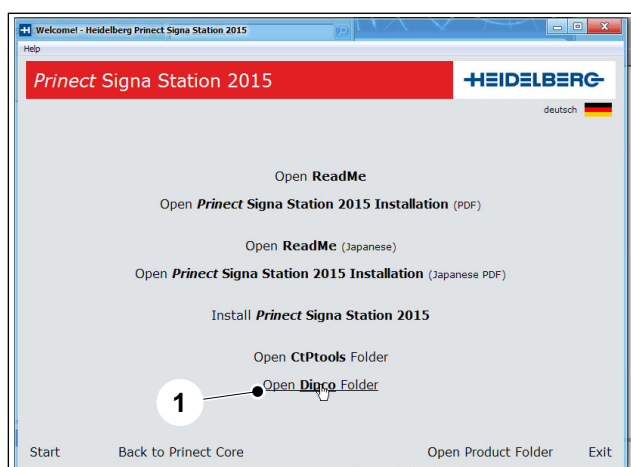 Welcome! - Heidelberg Prinect Signa Station 2015
Help
Prinect Signa Station 2015
HEIDELBERG
deutsch
Open ReadMe
Open Prinect Signa Station 2015 Installation (PDF)
Open ReadMe (Japanese)
Open Prinect Signa Station 2015 Installation (Japanese PDF)
Install Prinect Signa Station 2015
Open CtPtools Folder
Open Dipco Folder
1
Start Back to Prinect Core Open Product Folder Exit